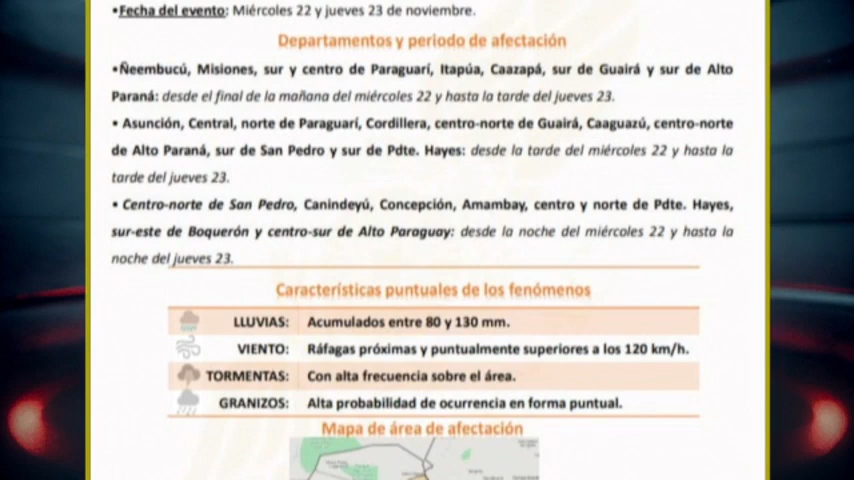 •Fecha del evento: Miércoles 22 y jueves 23 de noviembre.
Departamentos y periodo de afectación
•Ñeembucú, Misiones, sur y centro de Paraguarí, Itapúa, Caazapá, sur de Guairá y sur de Alto
Paraná: desde el final de la mañana del miércoles 22 y hasta la tarde del jueves 23.
• Asunción, Central, norte de Paraguarí, Cordillera, centro-norte de Guairá, Caaguazú, centro-norte
de Alto Paraná, sur de San Pedro y sur de Pdte. Hayes: desde la tarde del miércoles 22 y hasta la
tarde del jueves 23.
• Centro-norte de San Pedro, Canindeyú, Concepción, Amambay, centro y norte de Pdte. Hayes,
sur-este de Boquerón y centro-sur de Alto Paraguay: desde la noche del miércoles 22 y hasta la
noche del jueves 23.
Características puntuales de los fenómenos
LLUVIAS: Acumulados entre 80 y 130 mm.
VIENTO: Ráfagas próximas y puntualmente superiores a los 120 km/h.
TORMENTAS: Con alta frecuencia sobre el área.
GRANIZOS: Alta probabilidad de ocurrencia en forma puntual.
Mapa de área de afectación